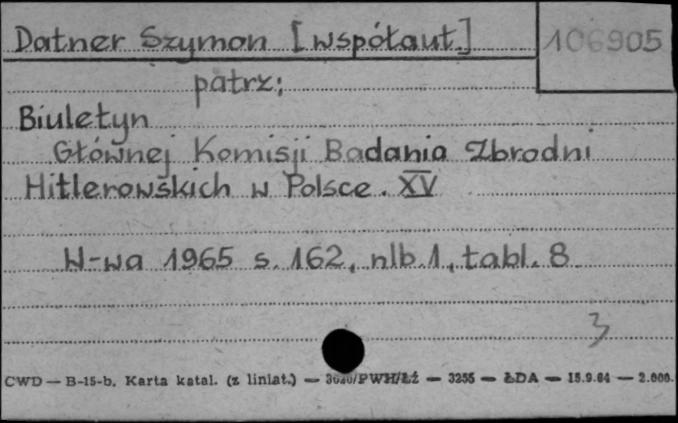 Datner Szymon [współaut.]
106905
patrz:
Biuletyn
Głównej Komisji Badania Zbrodni
Hitlerowskich w Polsce. XV
W-wa 1965 s. 162, nlb. 1, tabl. 8
3
CWD — B-15-b. Karta katal. (z liniat.) — /PWH/Łż — 3255 — ŁDA — 15.9.64 — 2.000.